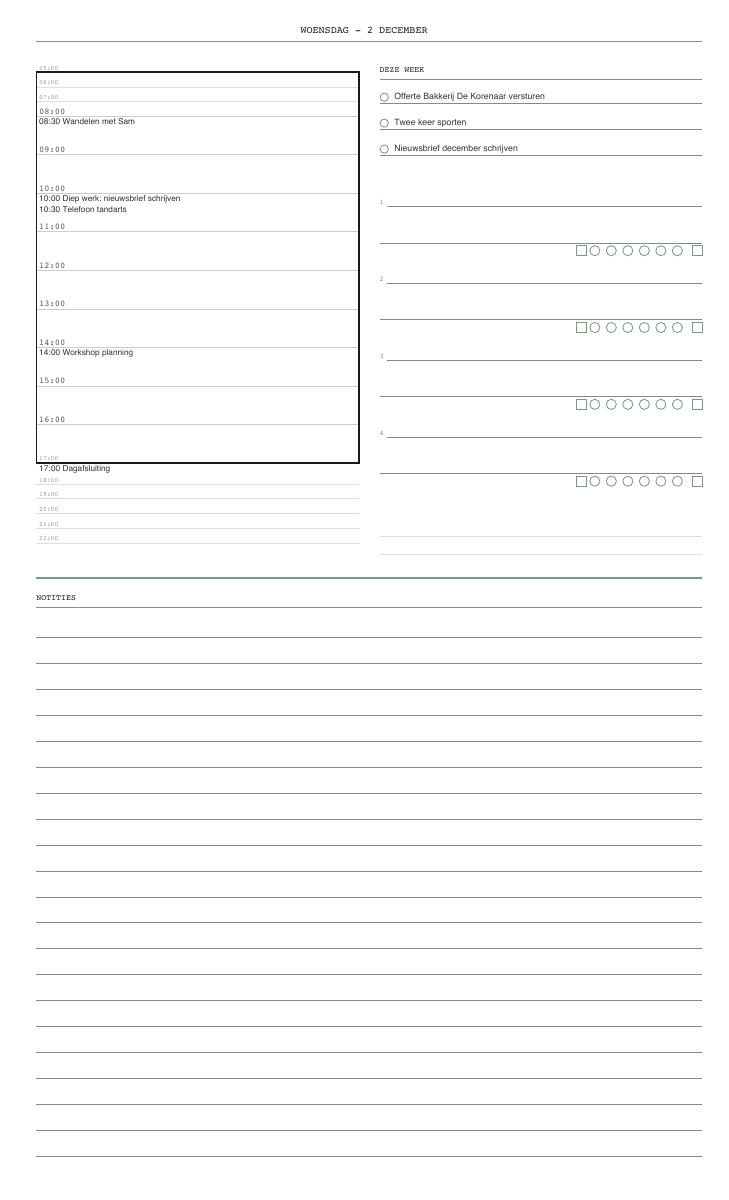 WOENSDAG – 2 DECEMBER
05:00
06:00
07:00
08:00
08:30 Wandelen met Sam
09:00
10:00
10:00 Diep werk: nieuwsbrief schrijven
10:30 Telefoon tandarts
11:00
12:00
13:00
14:00
14:00 Workshop planning
15:00
16:00
17:00
17:00 Dagafsluiting
18:00
19:00
20:00
21:00
22:00
DEZE WEEK
Offerte Bakkerij De Korenaar versturen
Twee keer sporten
Nieuwsbrief december schrijven
1
2
3
4
NOTITIES